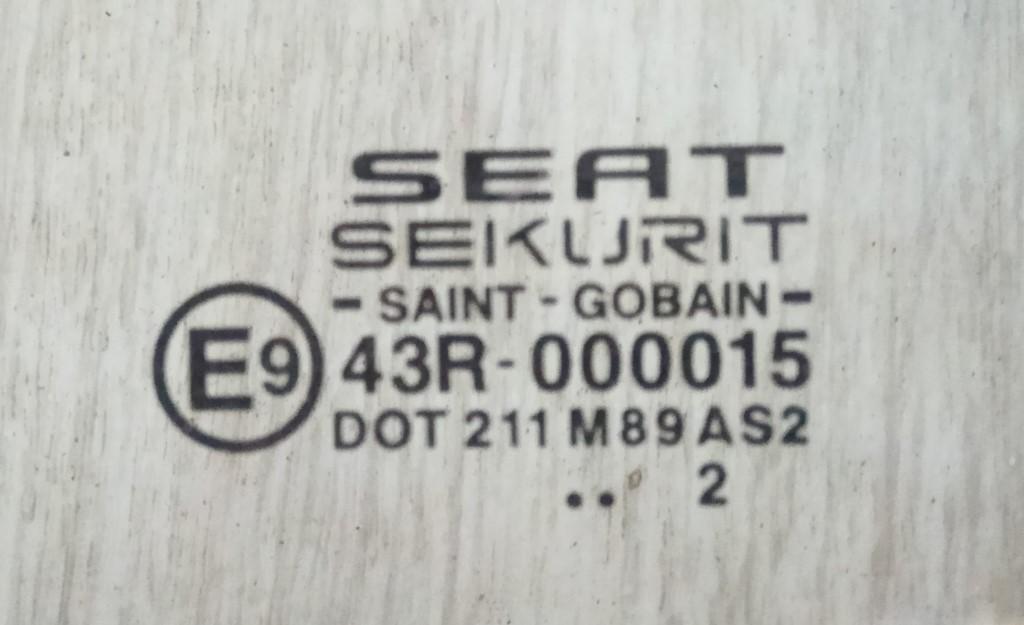 SEAT
SEKURIT
- SAINT - GOBAIN -
E9 43R-000015
DOT 211 M89 AS2
.. 2